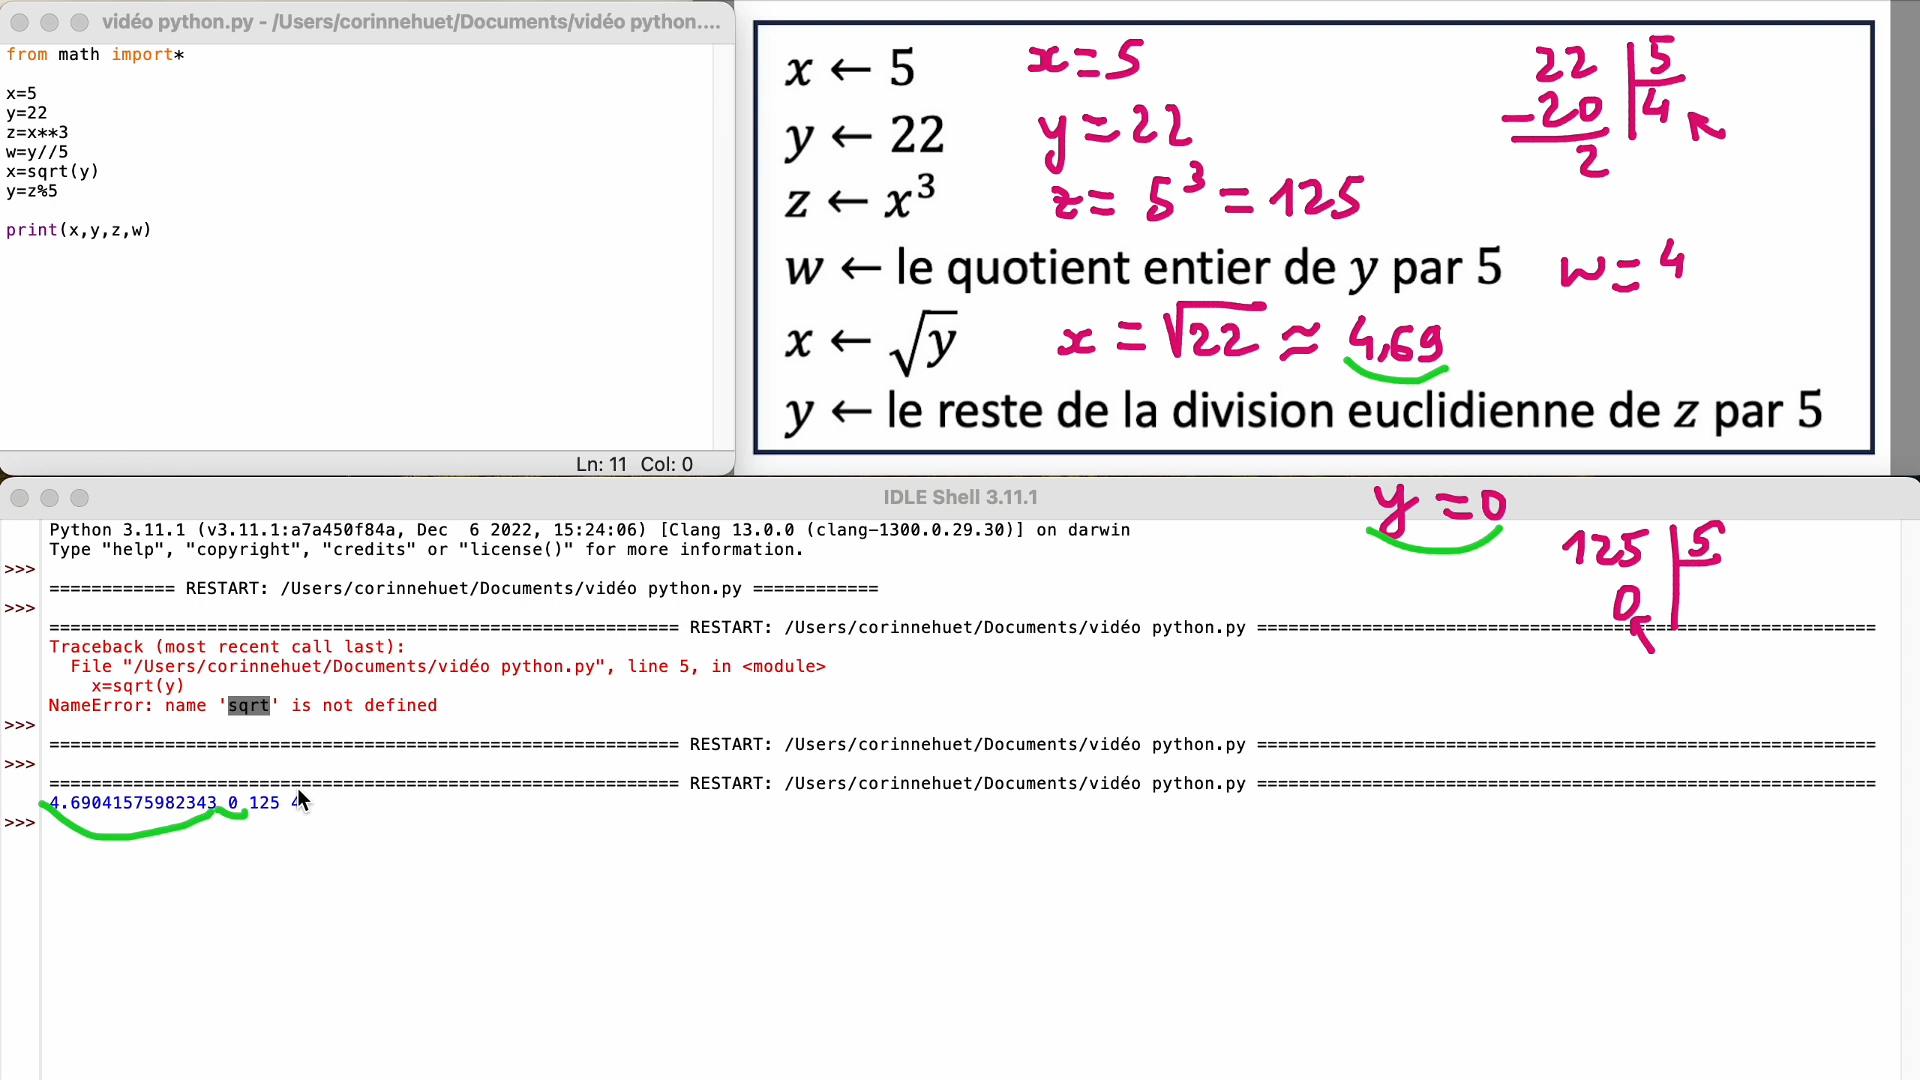 vidéo python.py - /Users/corinnehuet/Documents/vidéo python....
from math import*
x=5
y=22
z=x**3
w=y//5
x=sqrt(y)
y=z%5
print(x,y,z,w)
Ln: 11 Col: 0
x ← 5 x=5
y ← 22 y=22
z ← x³ z= 5³ = 125
w ← le quotient entier de y par 5 w=4
x ← √y x = √22 ≈ 4,69
y ← le reste de la division euclidienne de z par 5
22 | 5
-20 | 4
2
IDLE Shell 3.11.1
y=0
125 | 5
0
Python 3.11.1 (v3.11.1:a7a450f84a, Dec  6 2022, 15:24:06) [Clang 13.0.0 (clang-1300.0.29.30)] on darwin
Type "help", "copyright", "credits" or "license()" for more information.
>>>
============ RESTART: /Users/corinnehuet/Documents/vidéo python.py ============
>>>
============================================================= RESTART: /Users/corinnehuet/Documents/vidéo python.py ============================================================
Traceback (most recent call last):
  File "/Users/corinnehuet/Documents/vidéo python.py", line 5, in <module>
    x=sqrt(y)
NameError: name 'sqrt' is not defined
>>>
============================================================= RESTART: /Users/corinnehuet/Documents/vidéo python.py ============================================================
>>>
============================================================= RESTART: /Users/corinnehuet/Documents/vidéo python.py ============================================================
4.69041575982343 0 125 4
>>>